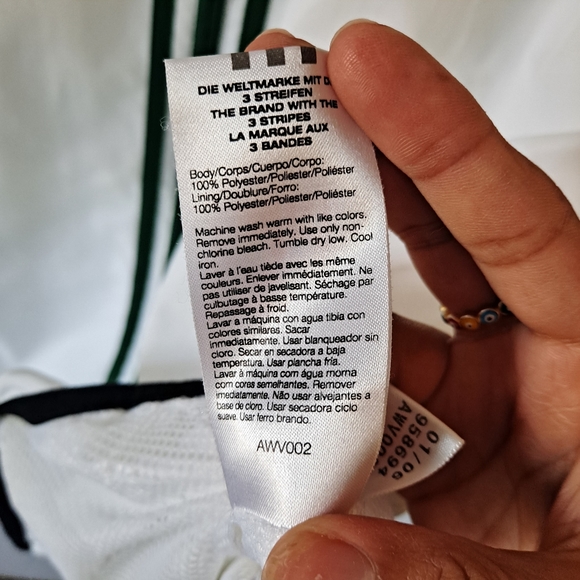 DIE WELTMARKE MIT
3 STREIFEN
THE BRAND WITH THE
3 STRIPES
LA MARQUE AUX
3 BANDES
Body/Corps/Cuerpo/Corpo:
100% Polyester/Poliester/Poliéster
Lining/Doublure/Forro:
100% Polyester/Poliester/Poliéster
Machine wash warm with like colors.
Remove immediately, Use only non-
chlorine bleach. Tumble dry low. Cool
iron.
Laver à l'eau tiède avec les même
couleurs. Enlever immédiatement. Ne
pas utiliser de javelisant. Séchage par
culbutage à basse température.
Repassage à froid.
Lavar a máquina con agua tibia con
colores similares. Sacar
inmediatamente. Usar blanqueador sin
cloro. Secar en secadora a baja
temperatura. Usar plancha fría.
Lavar à máquina com água morna
com cores semelhantes. Remover
imediatamente. Não usar alvejantes a
base de cloro. Usar secadora ciclo
suave. Usar ferro brando.
AWV002
01/06
958694